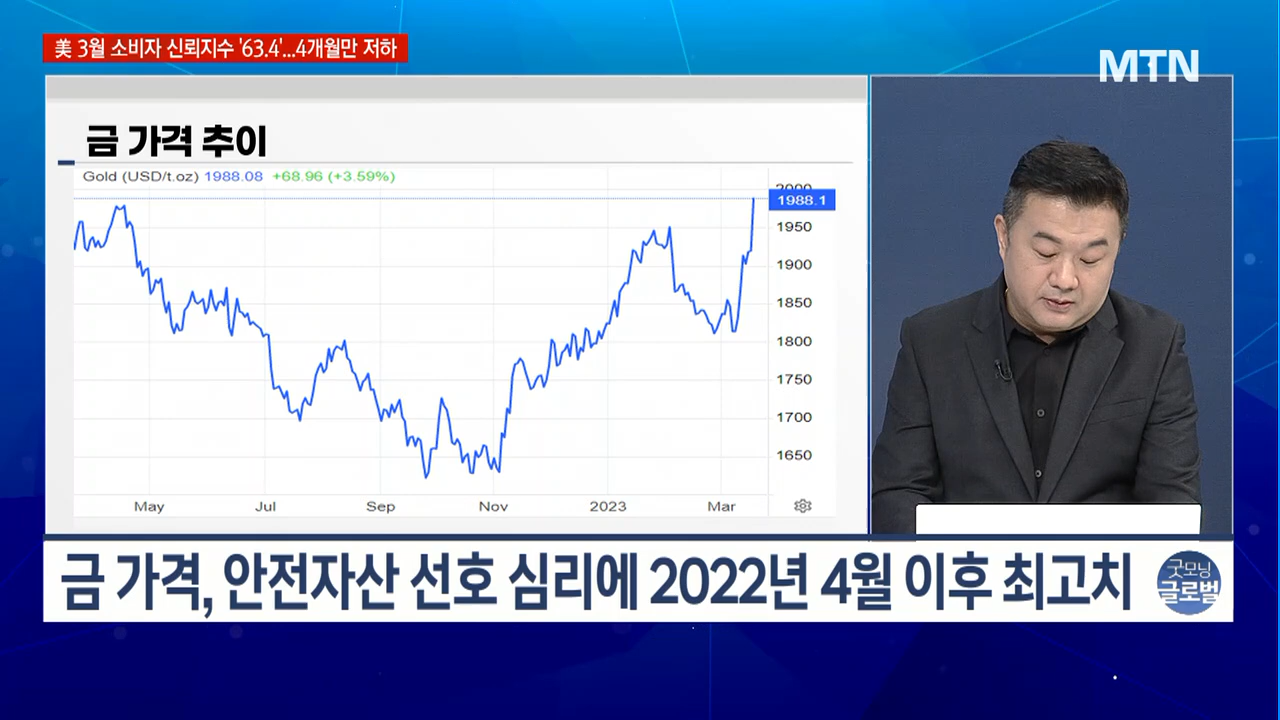 美 3월 소비자 신뢰지수 '63.4'...4개월만 저하
MTN
금 가격 추이
Gold (USD/t.oz) 1988.08 +68.96 (+3.59%)
2000
1988.1
1950
1900
1850
1800
1750
1700
1650
May Jul Sep Nov 2023 Mar
금 가격, 안전자산 선호 심리에 2022년 4월 이후 최고치
굿모닝
글로벌